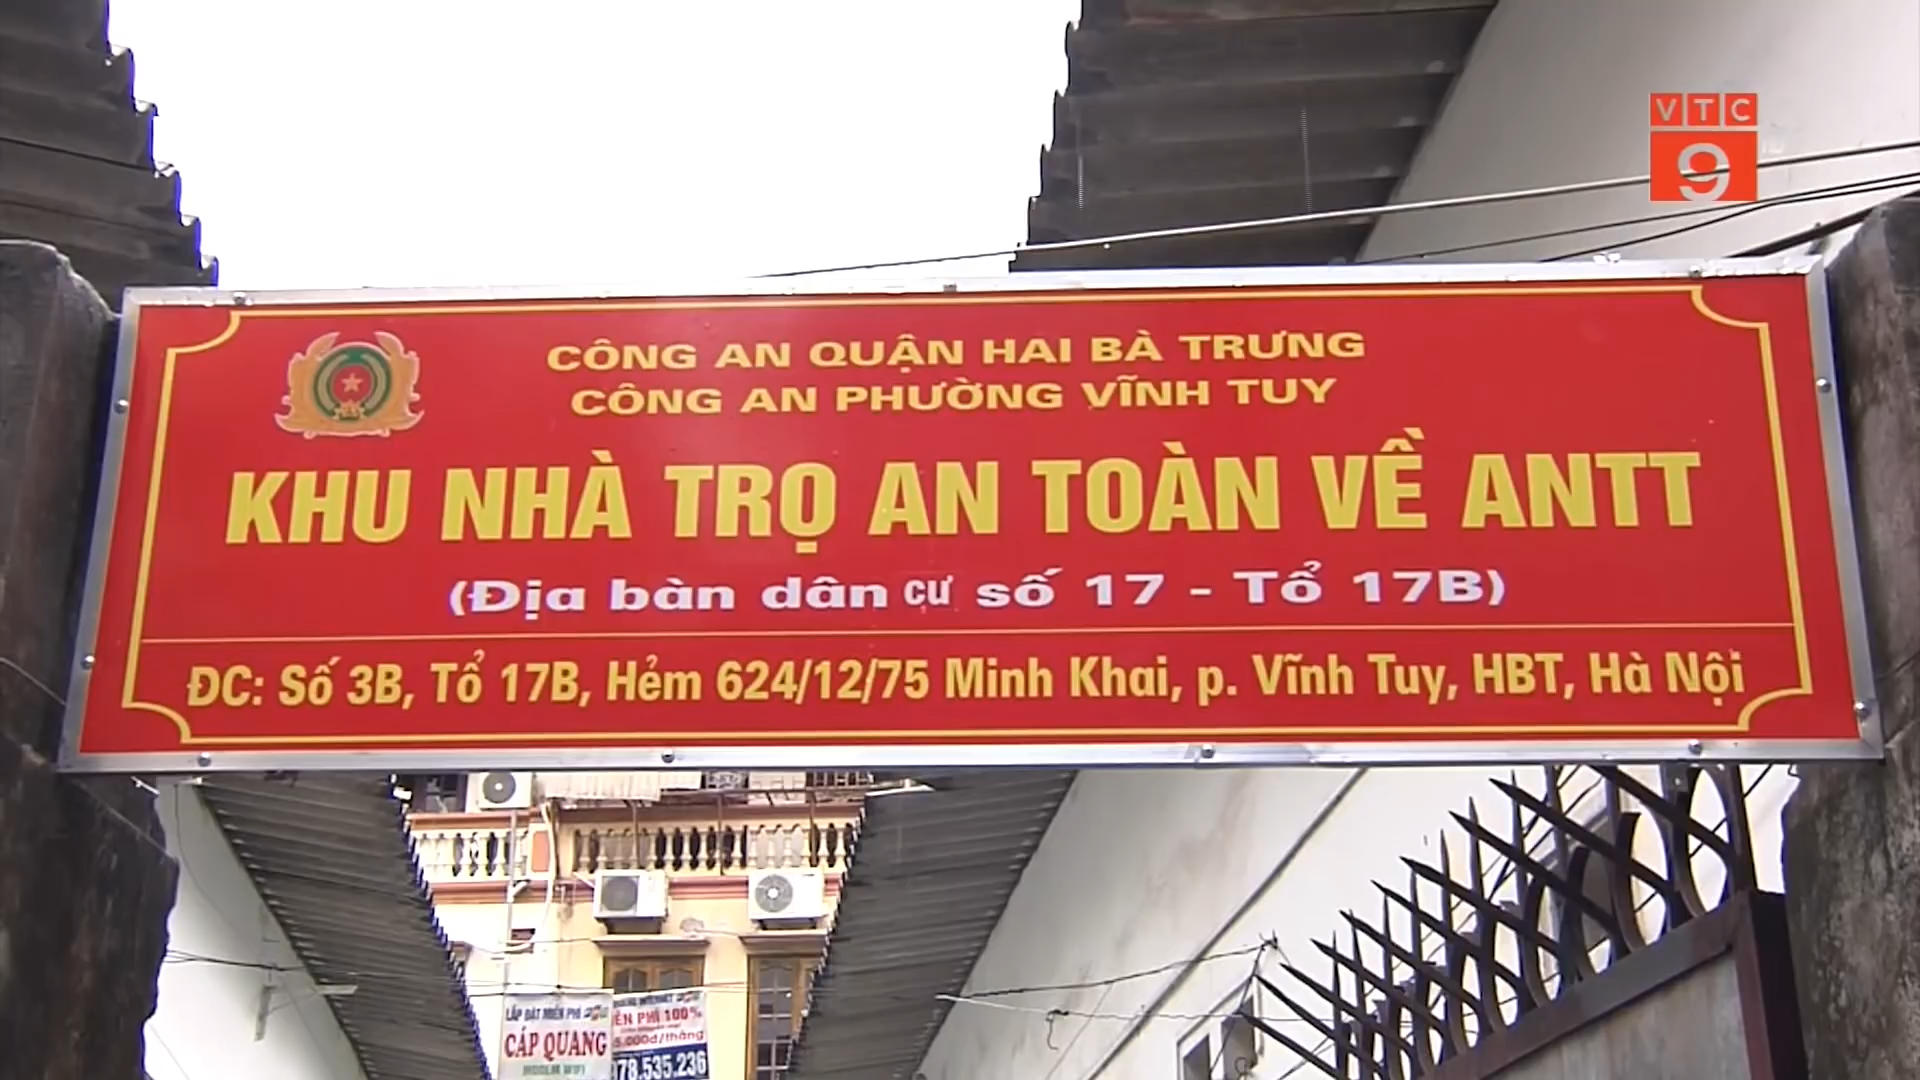 VTC
9
CÔNG AN QUẬN HAI BÀ TRƯNG
CÔNG AN PHƯỜNG VĨNH TUY
KHU NHÀ TRỌ AN TOÀN VỀ ANTT
(Địa bàn dân cư số 17 - Tổ 17B)
ĐC: Số 3B, Tổ 17B, Hẻm 624/12/75 Minh Khai, p. Vĩnh Tuy, HBT, Hà Nội
LẮP ĐẶT MIỄN PHÍ
CÁP QUANG
MODEM WIFI
INTERNET
PHÍ 100%
5.000đ/tháng
78.535.236